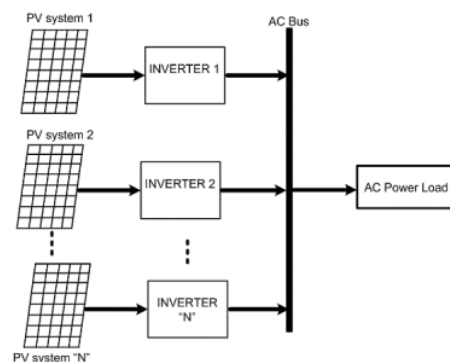 PV system 1
AC Bus
INVERTER 1
PV system 2
INVERTER 2
AC Power Load
INVERTER
"N"
PV system "N"